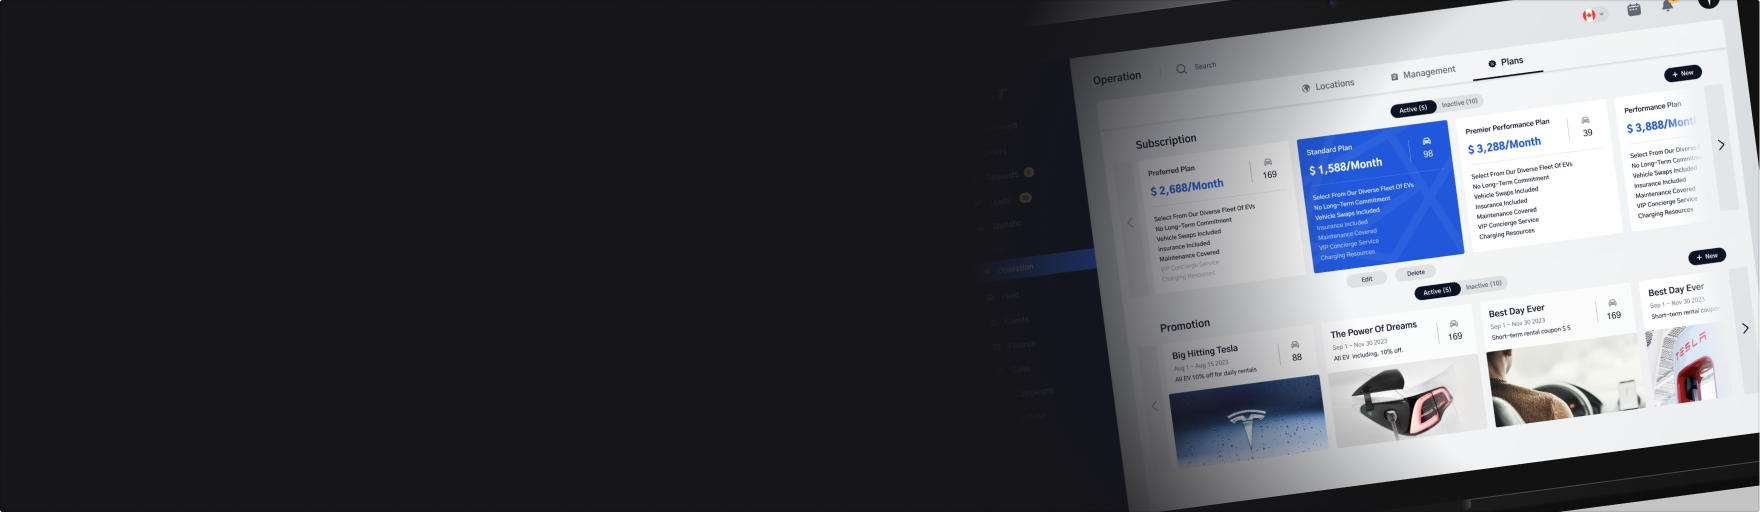 Operation
Search
Locations
Management
Plans
+ New
Active (5)
Inactive (10)
Subscription
Preferred Plan
$ 2,688/Month
169
Select From Our Diverse Fleet Of EVs
No Long-Term Commitment
Vehicle Swaps Included
Insurance Included
Maintenance Covered
VIP Concierge Service
Charging Resources
Standard Plan
$ 1,588/Month
98
Select From Our Diverse Fleet Of EVs
No Long-Term Commitment
Vehicle Swaps Included
Insurance Included
Maintenance Covered
VIP Concierge Service
Charging Resources
Premier Performance Plan
$ 3,288/Month
39
Select From Our Diverse Fleet Of EVs
No Long-Term Commitment
Vehicle Swaps Included
Insurance Included
Maintenance Covered
VIP Concierge Service
Charging Resources
Performance Plan
$ 3,888/Month
Select From Our Diverse
No Long-Term
Vehicle Swaps Included
Insurance Included
Maintenance Covered
VIP Concierge Service
Charging Resources
Edit
Delete
Operation
Clients
+ New
Active (5)
Inactive (10)
Promotion
Big Hitting Tesla
Aug 1 - Aug 15 2023
All EV 10% off for daily rentals
88
The Power Of Dreams
Sep 1 - Nov 30 2023
All EV including, 10% off.
169
Best Day Ever
Sep 1 - Nov 30 2023
Short-term rental coupon $ 5
169
Best Day Ever
Sep 1 - Nov 30 2023
Short-term rental coupon
TESLA